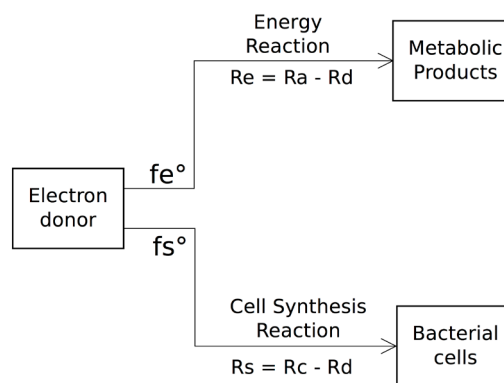 Energy
Reaction
Re = Ra - Rd
Metabolic
Products
fe°
Electron
donor
fs°
Cell Synthesis
Reaction
Rs = Rc - Rd
Bacterial
cells